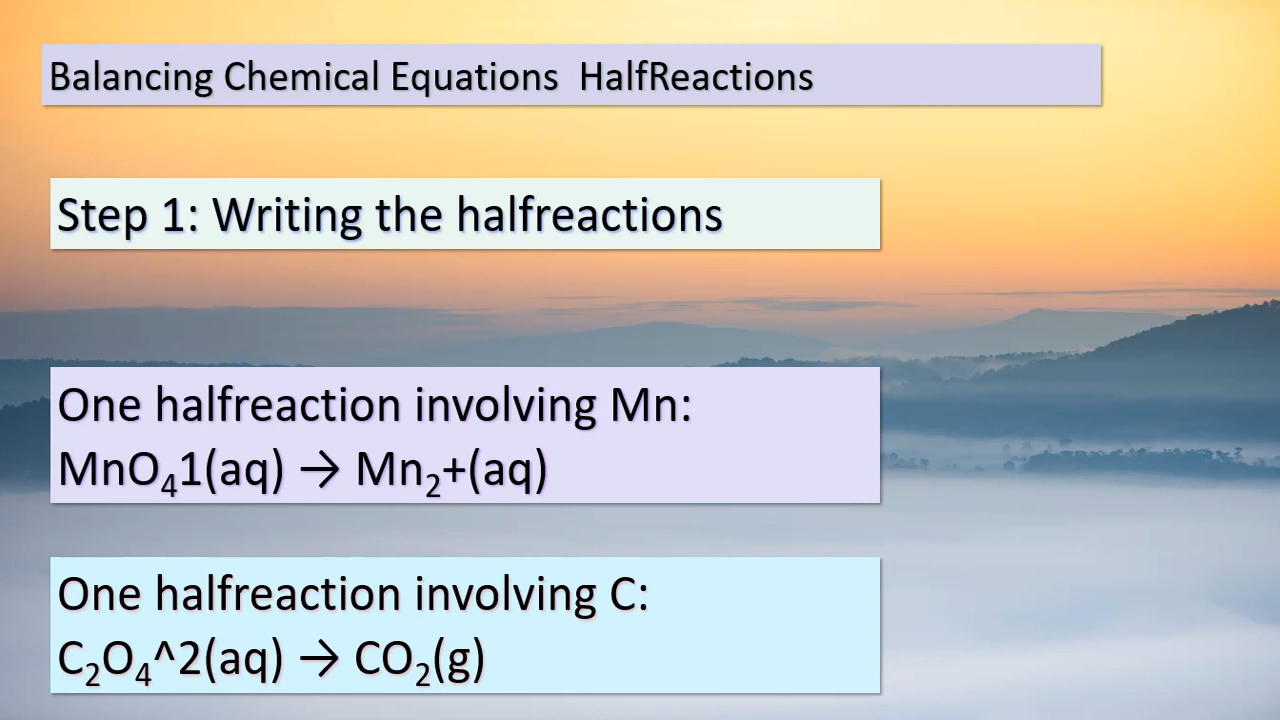 Balancing Chemical Equations  HalfReactions
Step 1: Writing the halfreactions
One halfreaction involving Mn:
MnO₄1(aq) → Mn₂+(aq)
One halfreaction involving C:
C₂O₄^2(aq) → CO₂(g)